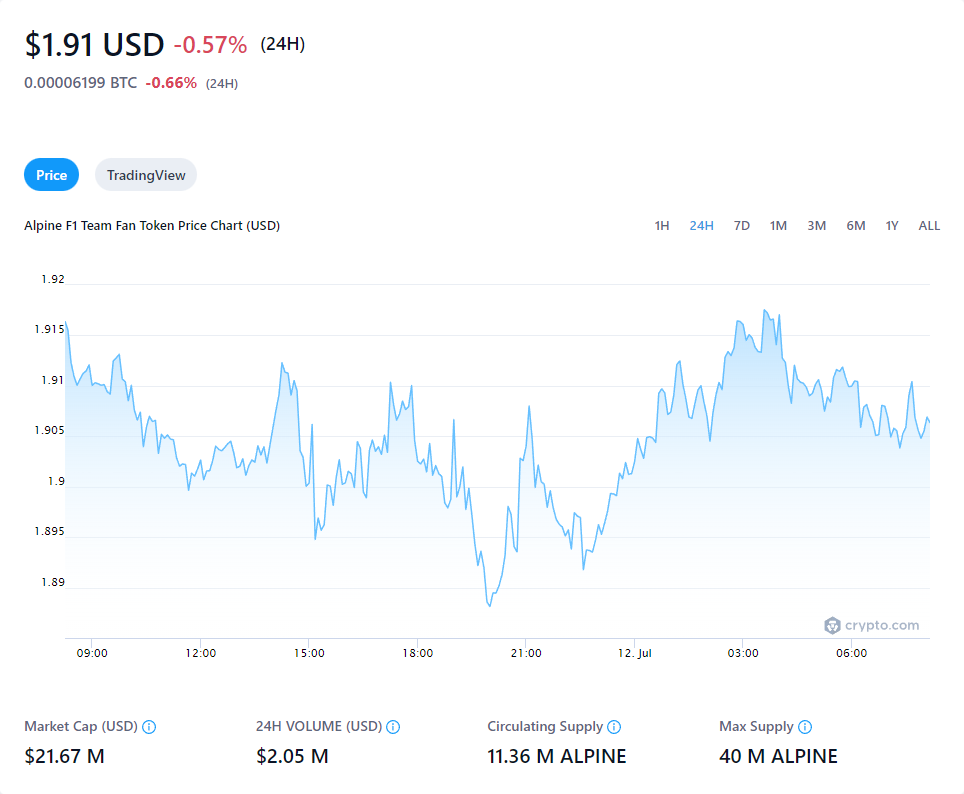 $1.91 USD -0.57% (24H)
0.00006199 BTC -0.66% (24H)
Price TradingView
Alpine F1 Team Fan Token Price Chart (USD) 1H 24H 7D 1M 3M 6M 1Y ALL
1.92
1.915
1.91
1.905
1.9
1.895
1.89
crypto.com
09:00 12:00 15:00 18:00 21:00 12. Jul 03:00 06:00
Market Cap (USD) 24H VOLUME (USD) Circulating Supply Max Supply
$21.67 M $2.05 M 11.36 M ALPINE 40 M ALPINE